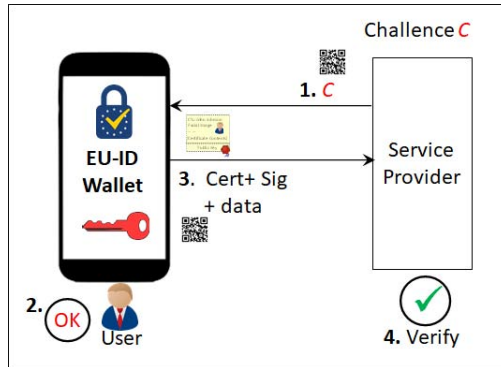 Challence C
1. C
EU-ID
Wallet
Service
Provider
3. Cert+ Sig
+ data
2.
OK
User
4. Verify